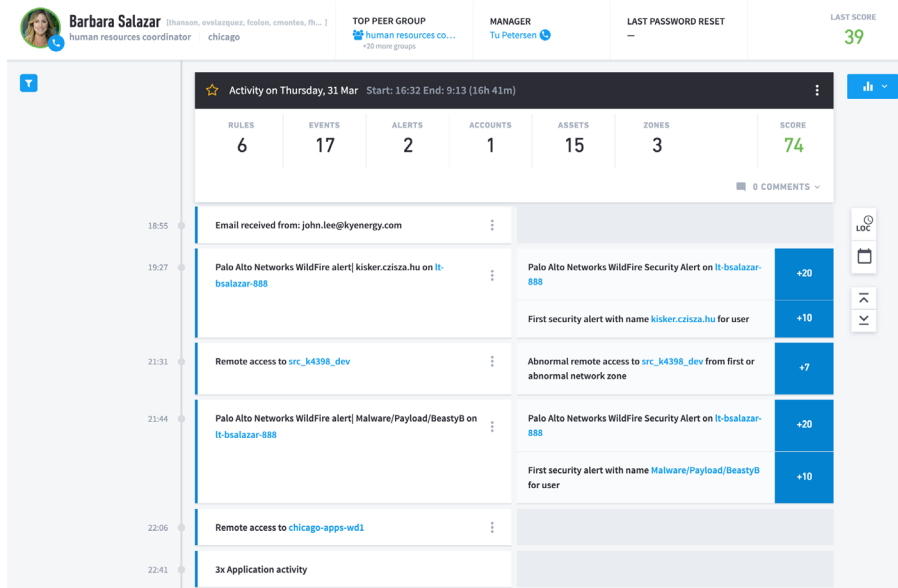 Barbara Salazar [thanson, ovelazquez, fcolon, cmontes, fh... ]
human resources coordinator chicago
TOP PEER GROUP
human resources co...
+20 more groups
MANAGER
Tu Petersen
LAST PASSWORD RESET
—
LAST SCORE
39
Activity on Thursday, 31 Mar Start: 16:32 End: 9:13 (16h 41m)
RULES
6
EVENTS
17
ALERTS
2
ACCOUNTS
1
ASSETS
15
ZONES
3
SCORE
74
0 COMMENTS
LOC
18:55
Email received from: john.lee@kyenergy.com
19:27
Palo Alto Networks WildFire alert| kisker.czisza.hu on lt-
bsalazar-888
Palo Alto Networks WildFire Security Alert on lt-bsalazar-
888
+20
First security alert with name kisker.czisza.hu for user
+10
21:31
Remote access to src_k4398_dev
Abnormal remote access to src_k4398_dev from first or
abnormal network zone
+7
21:44
Palo Alto Networks WildFire alert| Malware/Payload/BeastyB on
lt-bsalazar-888
Palo Alto Networks WildFire Security Alert on lt-bsalazar-
888
+20
First security alert with name Malware/Payload/BeastyB
for user
+10
22:06
Remote access to chicago-apps-wd1
22:41
3x Application activity